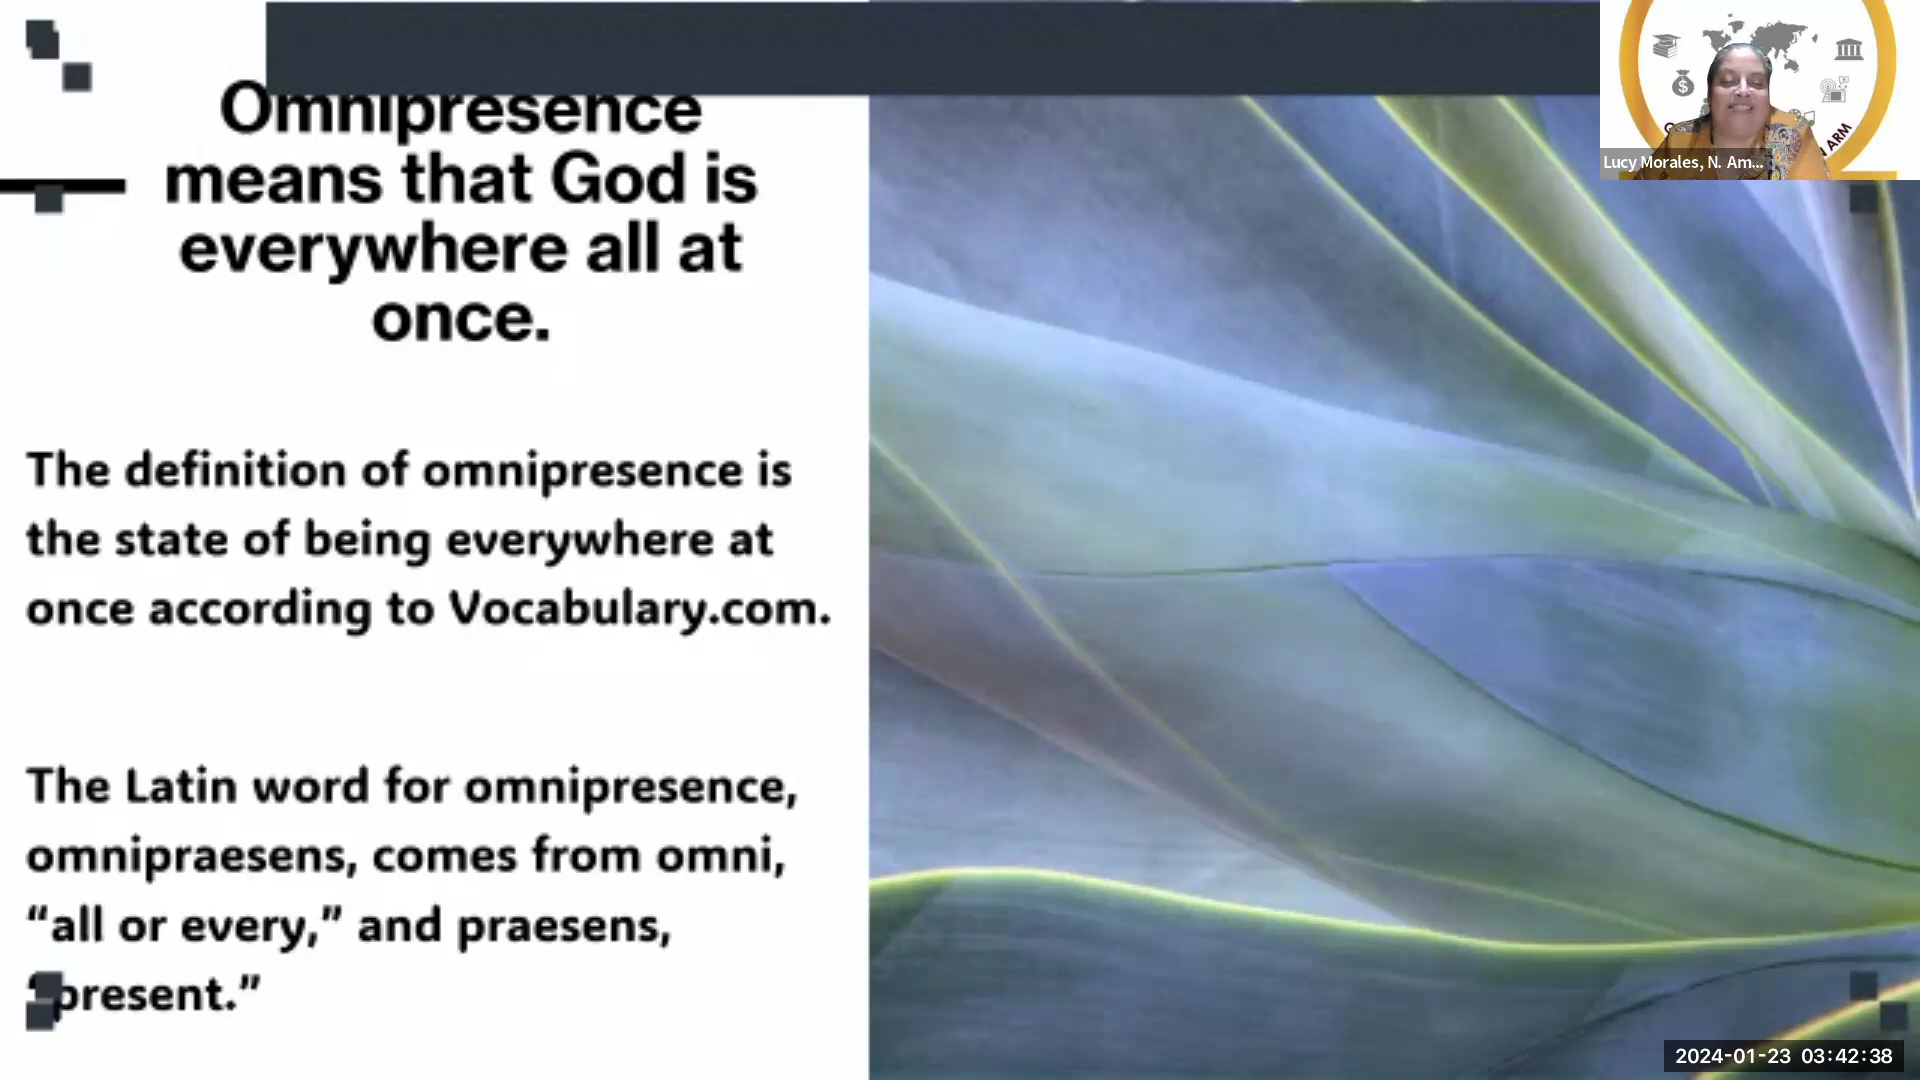 Omnipresence
means that God is
everywhere all at
once.
The definition of omnipresence is
the state of being everywhere at
once according to Vocabulary.com.
The Latin word for omnipresence,
omnipraesens, comes from omni,
“all or every,” and praesens,
“present.”
ARM
Lucy Morales, N. Am...
2024-01-23 03:42:38